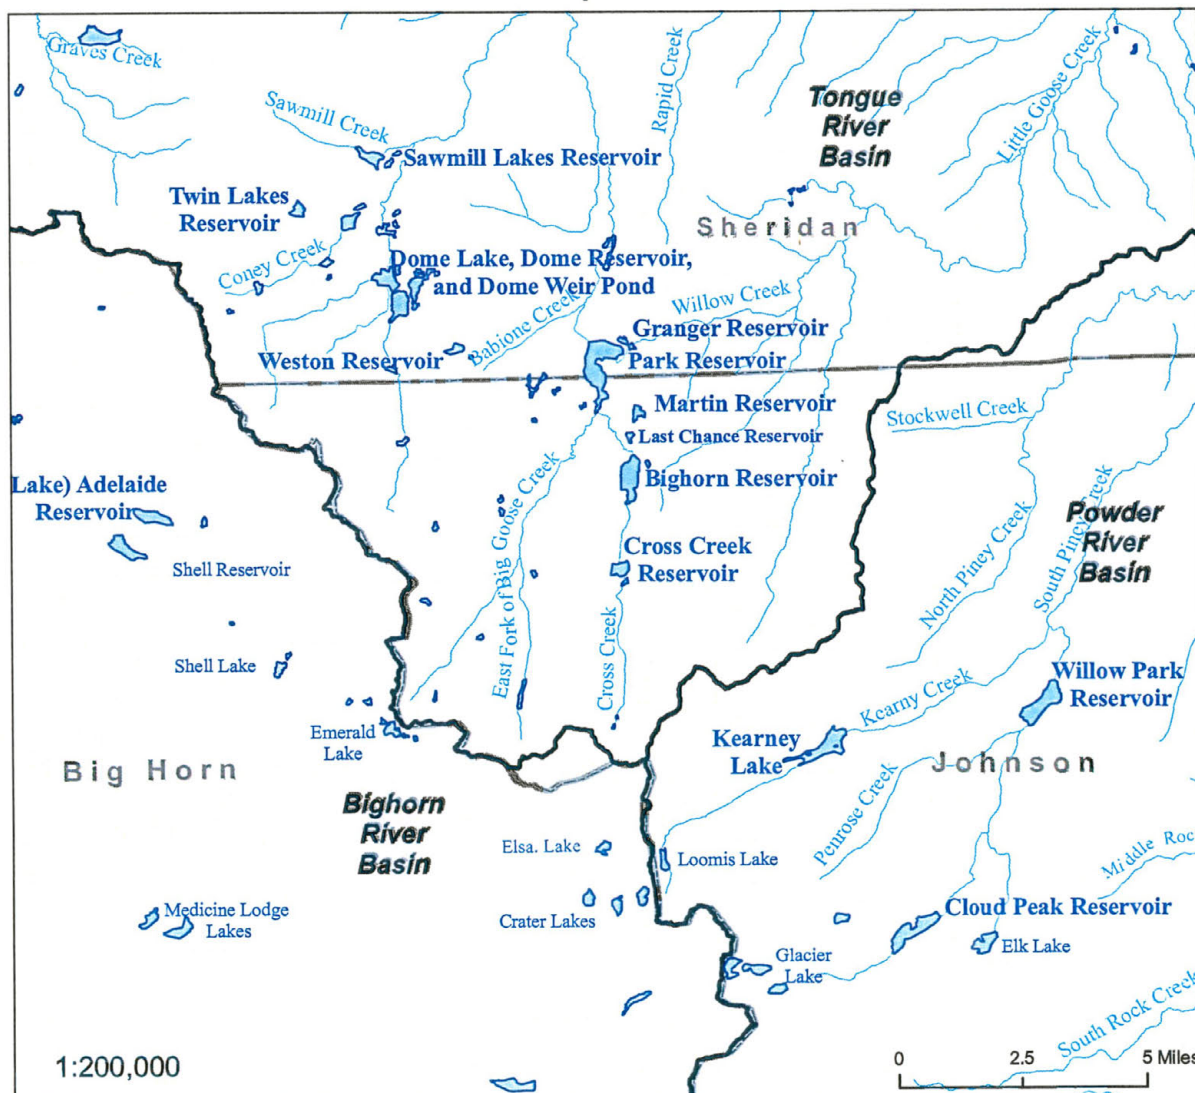 Graves Creek
Sawmill Creek
Rapid Creek
Tongue
River
Basin
Little Goose Creek
Sawmill Lakes Reservoir
Twin Lakes
Reservoir
Sheridan
Coney Creek
Dome Lake, Dome Reservoir,
and Dome Weir Pond
Willow Creek
Babione Creek
Granger Reservoir
Weston Reservoir
Park Reservoir
Martin Reservoir
Stockwell Creek
Last Chance Reservoir
Bighorn Reservoir
Lake) Adelaide
Reservoir
East Fork of Big Goose Creek
Powder
River
Basin
Shell Reservoir
Cross Creek
Reservoir
North Piney Creek
South Piney Creek
Shell Lake
Cross Creek
Willow Park
Reservoir
Kearny Creek
Emerald
Lake
Kearney
Lake
Big Horn
Johnson
Bighorn
River
Basin
Penrose Creek
Elsa. Lake
Loomis Lake
Middle Roc
Medicine Lodge
Lakes
Crater Lakes
Cloud Peak Reservoir
Elk Lake
Glacier
Lake
South Rock Creek
1:200,000
0 2.5 5 Miles